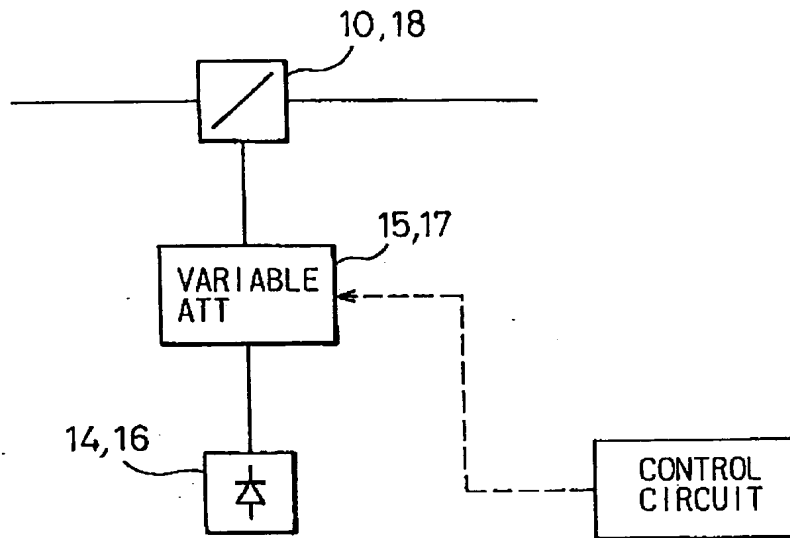 10,18
15,17
VARIABLE
ATT
14,16
CONTROL
CIRCUIT